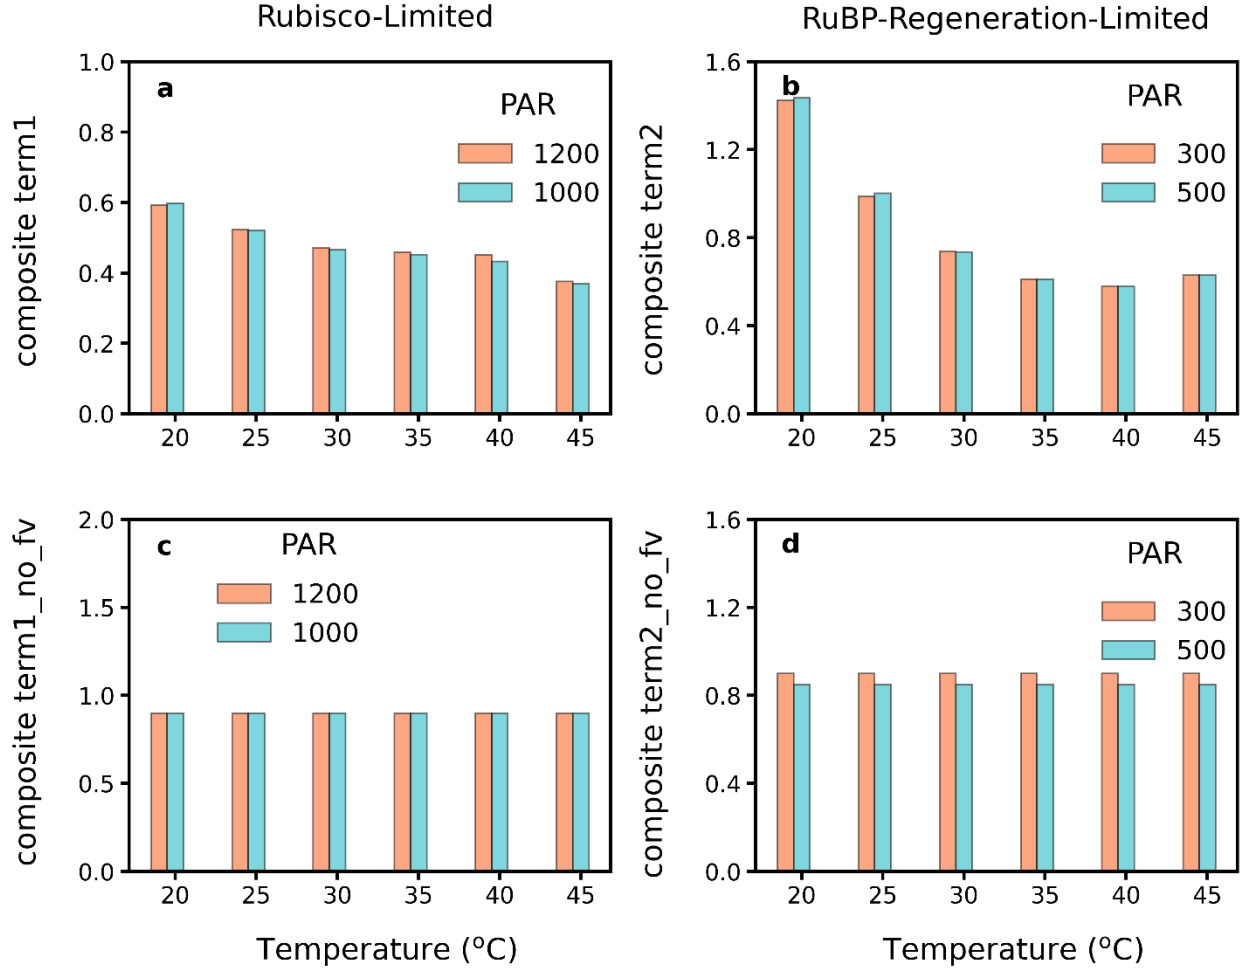 Rubisco-Limited
RuBP-Regeneration-Limited
a
PAR
1200
1000
composite term1
1.0
0.8
0.6
0.4
0.2
0.0
20 25 30 35 40 45
b
PAR
300
500
composite term2
1.6
1.2
0.8
0.4
0.0
20 25 30 35 40 45
c
PAR
1200
1000
composite term1_no_fv
2.0
1.5
1.0
0.5
0.0
20 25 30 35 40 45
Temperature (°C)
d
PAR
300
500
composite term2_no_fv
1.6
1.2
0.8
0.4
0.0
20 25 30 35 40 45
Temperature (°C)